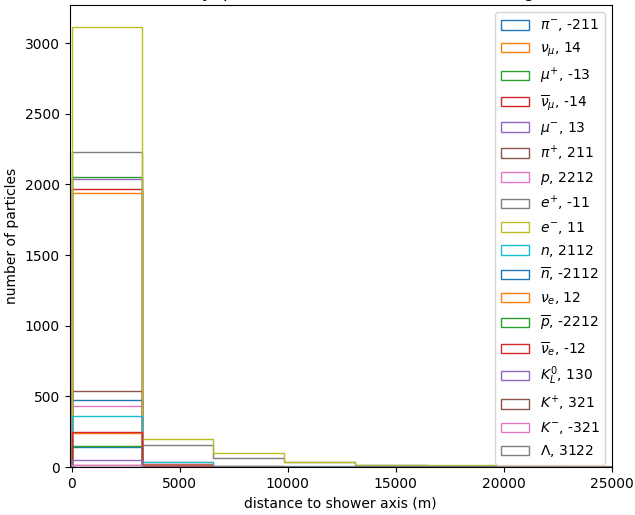 3000
2500
2000
1500
1000
500
0
number of particles
0
5000
10000
15000
20000
25000
distance to shower axis (m)
π⁻, -211
ν_μ, 14
μ⁺, -13
ν̅_μ, -14
μ⁻, 13
π⁺, 211
p, 2212
e⁺, -11
e⁻, 11
n, 2112
n̅, -2112
ν_e, 12
p̅, -2212
ν̅_e, -12
K⁰_L, 130
K⁺, 321
K⁻, -321
Λ, 3122